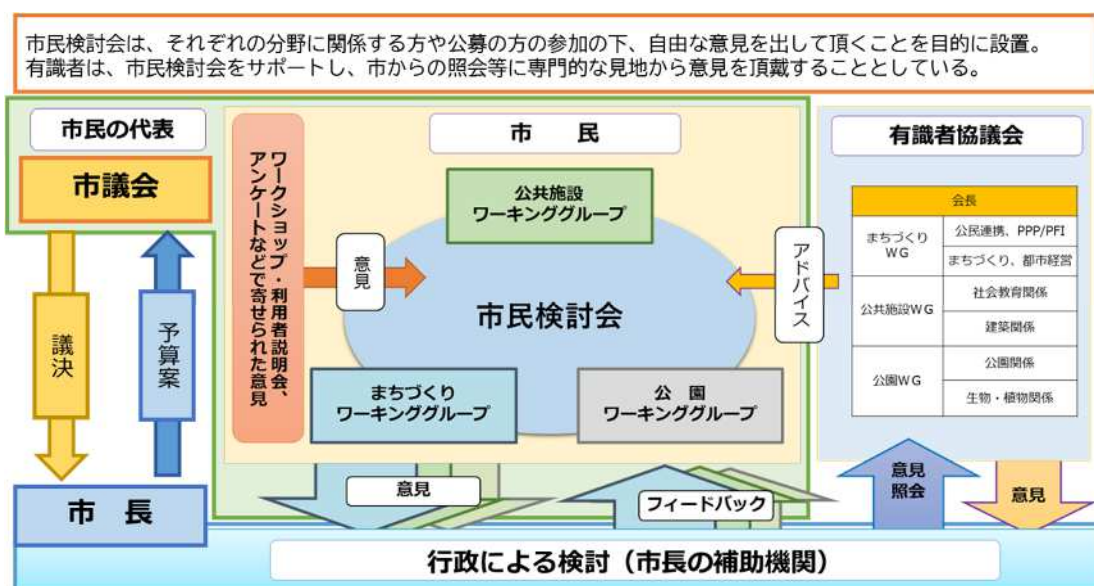 市民検討会は、それぞれの分野に関係する方や公募の方の参加の下、自由な意見を出して頂くことを目的に設置。
有識者は、市民検討会をサポートし、市からの照会等に専門的な見地から意見を頂戴することとしている。
市民の代表
市議会
議決
予算案
市　長
ワークショップ・利用者説明会、
アンケートなどで寄せられた意見
市　　民
公共施設
ワーキンググループ
意見
市民検討会
まちづくり
ワーキンググループ
公　園
ワーキンググループ
アドバイス
有識者協議会
会長
まちづくり
WG
公民連携、PPP/PFI
まちづくり、都市経営
公共施設WG
社会教育関係
建築関係
公園WG
公園関係
生物・植物関係
意見
フィードバック
意見
照会
意見
行政による検討（市長の補助機関）